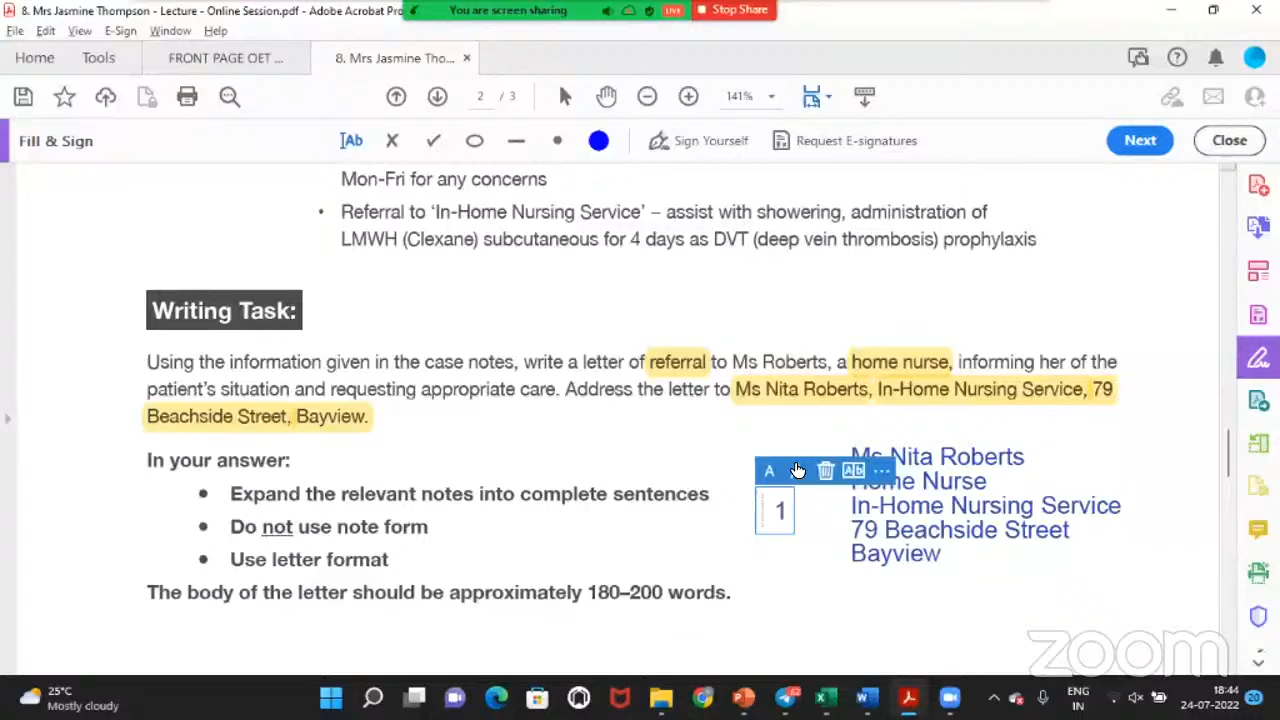 8. Mrs Jasmine Thompson - Lecture - Online Session.pdf - Adobe Acrobat Pro
You are screen sharing
LIVE
Stop Share
File Edit View E-Sign Window Help
Home Tools FRONT PAGE OET ... 8. Mrs Jasmine Tho... ×
2 / 3 141%
Fill & Sign Ab Sign Yourself Request E-signatures Next Close
Mon-Fri for any concerns
• Referral to ‘In-Home Nursing Service’ – assist with showering, administration of
LMWH (Clexane) subcutaneous for 4 days as DVT (deep vein thrombosis) prophylaxis
Writing Task:
Using the information given in the case notes, write a letter of referral to Ms Roberts, a home nurse, informing her of the
patient’s situation and requesting appropriate care. Address the letter to Ms Nita Roberts, In-Home Nursing Service, 79
Beachside Street, Bayview.
In your answer:
• Expand the relevant notes into complete sentences
• Do not use note form
• Use letter format
The body of the letter should be approximately 180–200 words.
A Ab ...
1
Ms Nita Roberts
Home Nurse
In-Home Nursing Service
79 Beachside Street
Bayview
zoom
25°C
Mostly cloudy
ENG
IN
18:44
24-07-2022
20